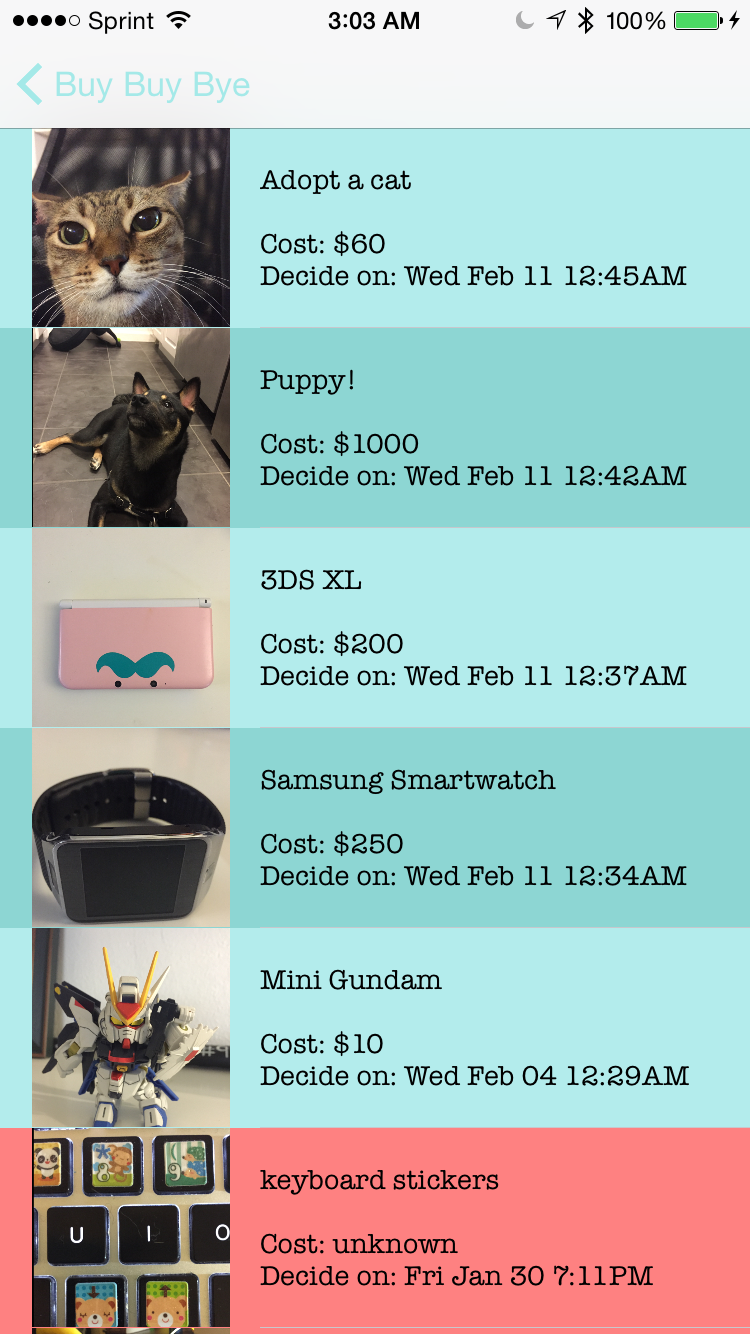 Sprint 3:03 AM 100%
Buy Buy Bye
Adopt a cat
Cost: $60
Decide on: Wed Feb 11 12:45AM
Puppy!
Cost: $1000
Decide on: Wed Feb 11 12:42AM
3DS XL
Cost: $200
Decide on: Wed Feb 11 12:37AM
Samsung Smartwatch
Cost: $250
Decide on: Wed Feb 11 12:34AM
Mini Gundam
Cost: $10
Decide on: Wed Feb 04 12:29AM
keyboard stickers
Cost: unknown
Decide on: Fri Jan 30 7:11PM
U I O